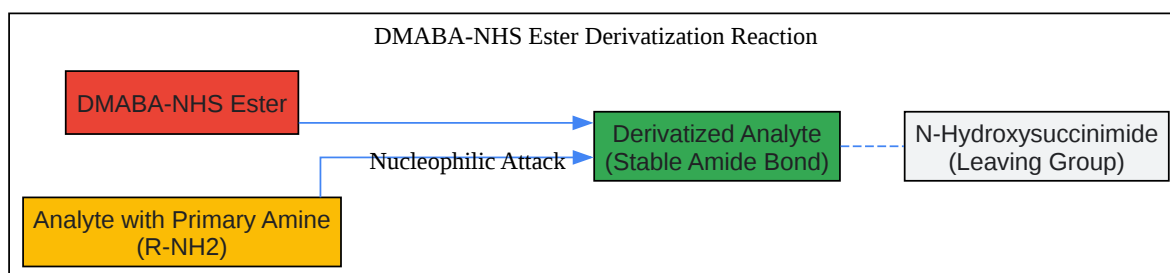 DMABA-NHS Ester Derivatization Reaction
DMABA-NHS Ester
Derivatized Analyte
(Stable Amide Bond)
N-Hydroxysuccinimide
(Leaving Group)
Nucleophilic Attack
Analyte with Primary Amine
(R-NH2)